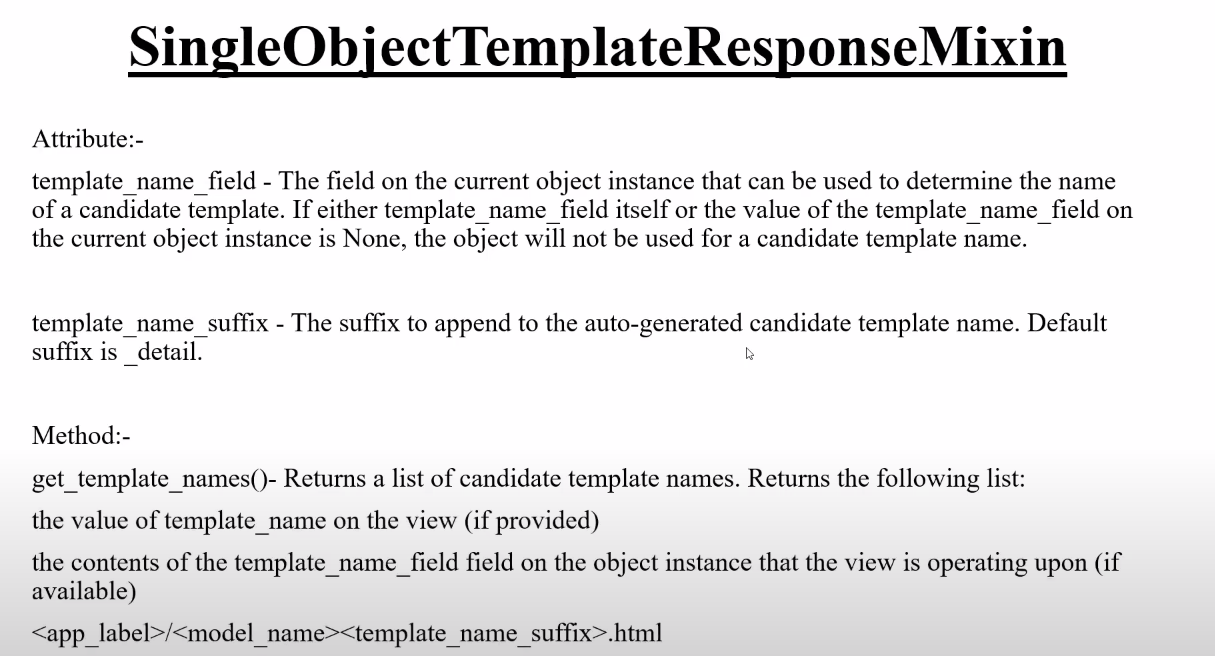 SingleObjectTemplateResponseMixin
Attribute:-
template_name_field - The field on the current object instance that can be used to determine the name
of a candidate template. If either template_name_field itself or the value of the template_name_field on
the current object instance is None, the object will not be used for a candidate template name.
template_name_suffix - The suffix to append to the auto-generated candidate template name. Default
suffix is _detail.
Method:-
get_template_names()- Returns a list of candidate template names. Returns the following list:
the value of template_name on the view (if provided)
the contents of the template_name_field field on the object instance that the view is operating upon (if
available)
<app_label>/<model_name><template_name_suffix>.html